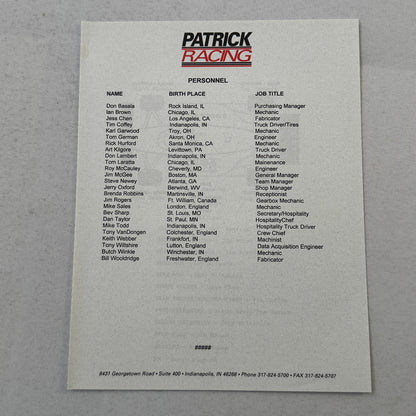 PATRICK
RACING
PERSONNEL
NAME BIRTH PLACE JOB TITLE
Don Basala Rock Island, IL Purchasing Manager
Ian Brown Chicago, IL Mechanic
Jess Chen Los Angeles, CA Fabricator
Tim Coffey Indianapolis, IN Truck Driver/Tires
Karl Garwood Troy, OH Mechanic
Tom German Akron, OH Engineer
Rick Hurford Santa Monica, CA Mechanic
Art Kilgore Levittown, PA Truck Driver
Don Lambert Indianapolis, IN Mechanic
Tom Laratta Chicago, IL Mainenance
Roy McCauley Cheverly, MD Engineer
Jim McGee Boston, MA General Manager
Steve Newey Atlanta, GA Team Manager
Jerry Oxford Berwind, WV Shop Manager
Brenda Robbins Martinsville, IN Receptionist
Jim Rogers Ft. William, Canada Gearbox Mechanic
Mike Sales London, England Mechanic
Bev Sharp St. Louis, MO Secretary/Hospitality
Dan Taylor St. Paul, MN HospitalityChef
Mike Todd Indianapolis, IN Hospitality Truck Driver
Tony VanDongen Colchester, England Crew Chief
Keith Webber Frankfort, IN Machinist
Tony Wiltshire Lutton, England Data Acquisition Engineer
Butch Winkle Winchester, IN Mechanic
Bill Wooldridge Freshwater, England Fabricator
#####
8431 Georgetown Road • Suite 400 • Indianapolis, IN 46268 • Phone 317-824-5700 • FAX 317-824-5707